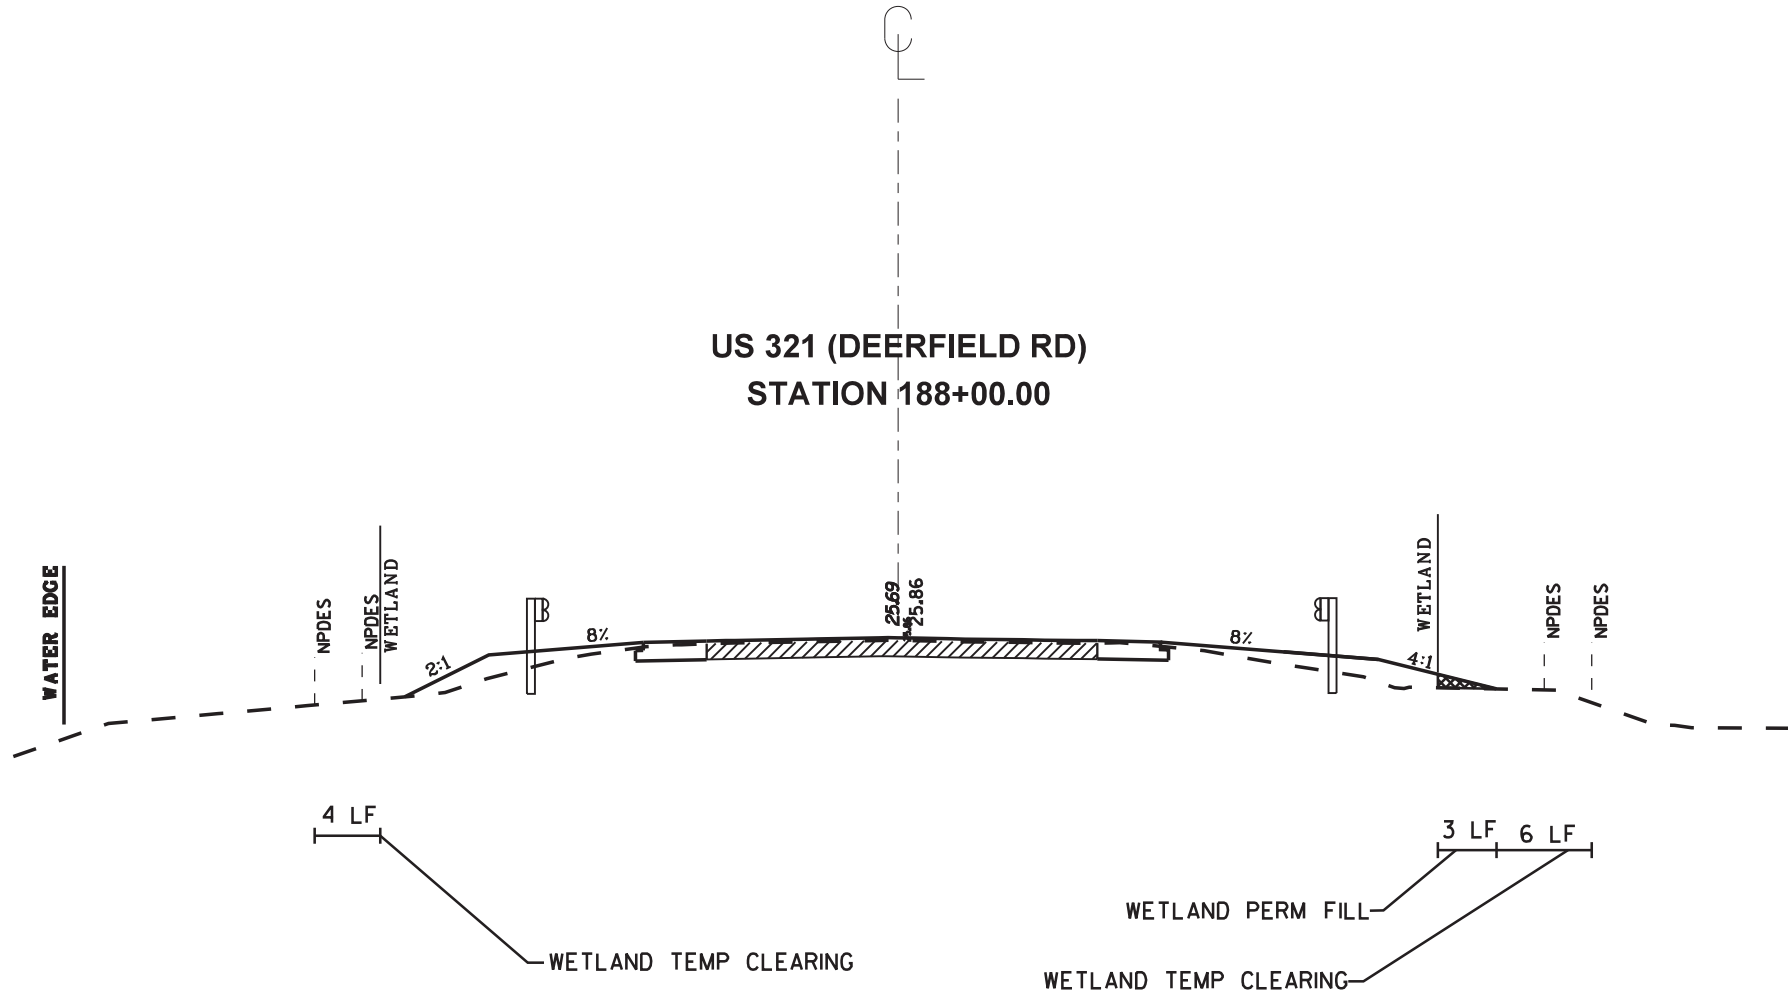 CL
US 321 (DEERFIELD RD)
STATION 188+00.00
WATER EDGE
NPDES
NPDES
WETLAND
2:1
8%
25.69
25.86
8%
WETLAND
4:1
NPDES
NPDES
4 LF
3 LF
6 LF
WETLAND PERM FILL
WETLAND TEMP CLEARING
WETLAND TEMP CLEARING